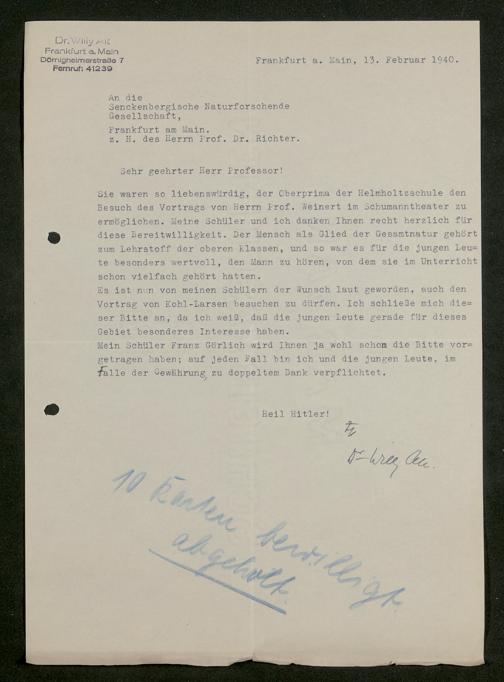 Dr. Willy Alt
Frankfurt a. Main
Dörnigheimerstraße 7
Fernruf: 41239
Frankfurt a. Main, 13. Februar 1940.
An die
Senckenbergische Naturforschende
Gesellschaft,
Frankfurt am Main.
z. H. des Herrn Prof. Dr. Richter.
Sehr geehrter Herr Professor!
Sie waren so liebenswürdig, der Oberprima der Helmholtzschule den
Besuch des Vortrags von Herrn Prof. Weinert im Schumanntheater zu
ermöglichen. Meine Schüler und ich danken Ihnen recht herzlich für
diese Bereitwilligkeit. Der Mensch als Glied der Gesamtnatur gehört
zum Lehrstoff der oberen Klassen, und so war es für die jungen Leu=
te besonders wertvoll, den Mann zu hören, von dem sie im Unterricht
schon vielfach gehört hatten.
Es ist nun von meinen Schülern der Wunsch laut geworden, auch den
Vortrag von Kohl-Larsen besuchen zu dürfen. Ich schließe mich die=
ser Bitte an, da ich weiß, daß die jungen Leute gerade für dieses
Gebiet besonderes Interesse haben.
Mein Schüler Franz Görlich wird Ihnen ja wohl schon die Bitte vor=
getragen haben; auf jeden Fall bin ich und die jungen Leute, im
Falle der Gewährung, zu doppeltem Dank verpflichtet.
Heil Hitler!
Dr. Willy Alt.
10 Karten bewilligt.
abgeholt.